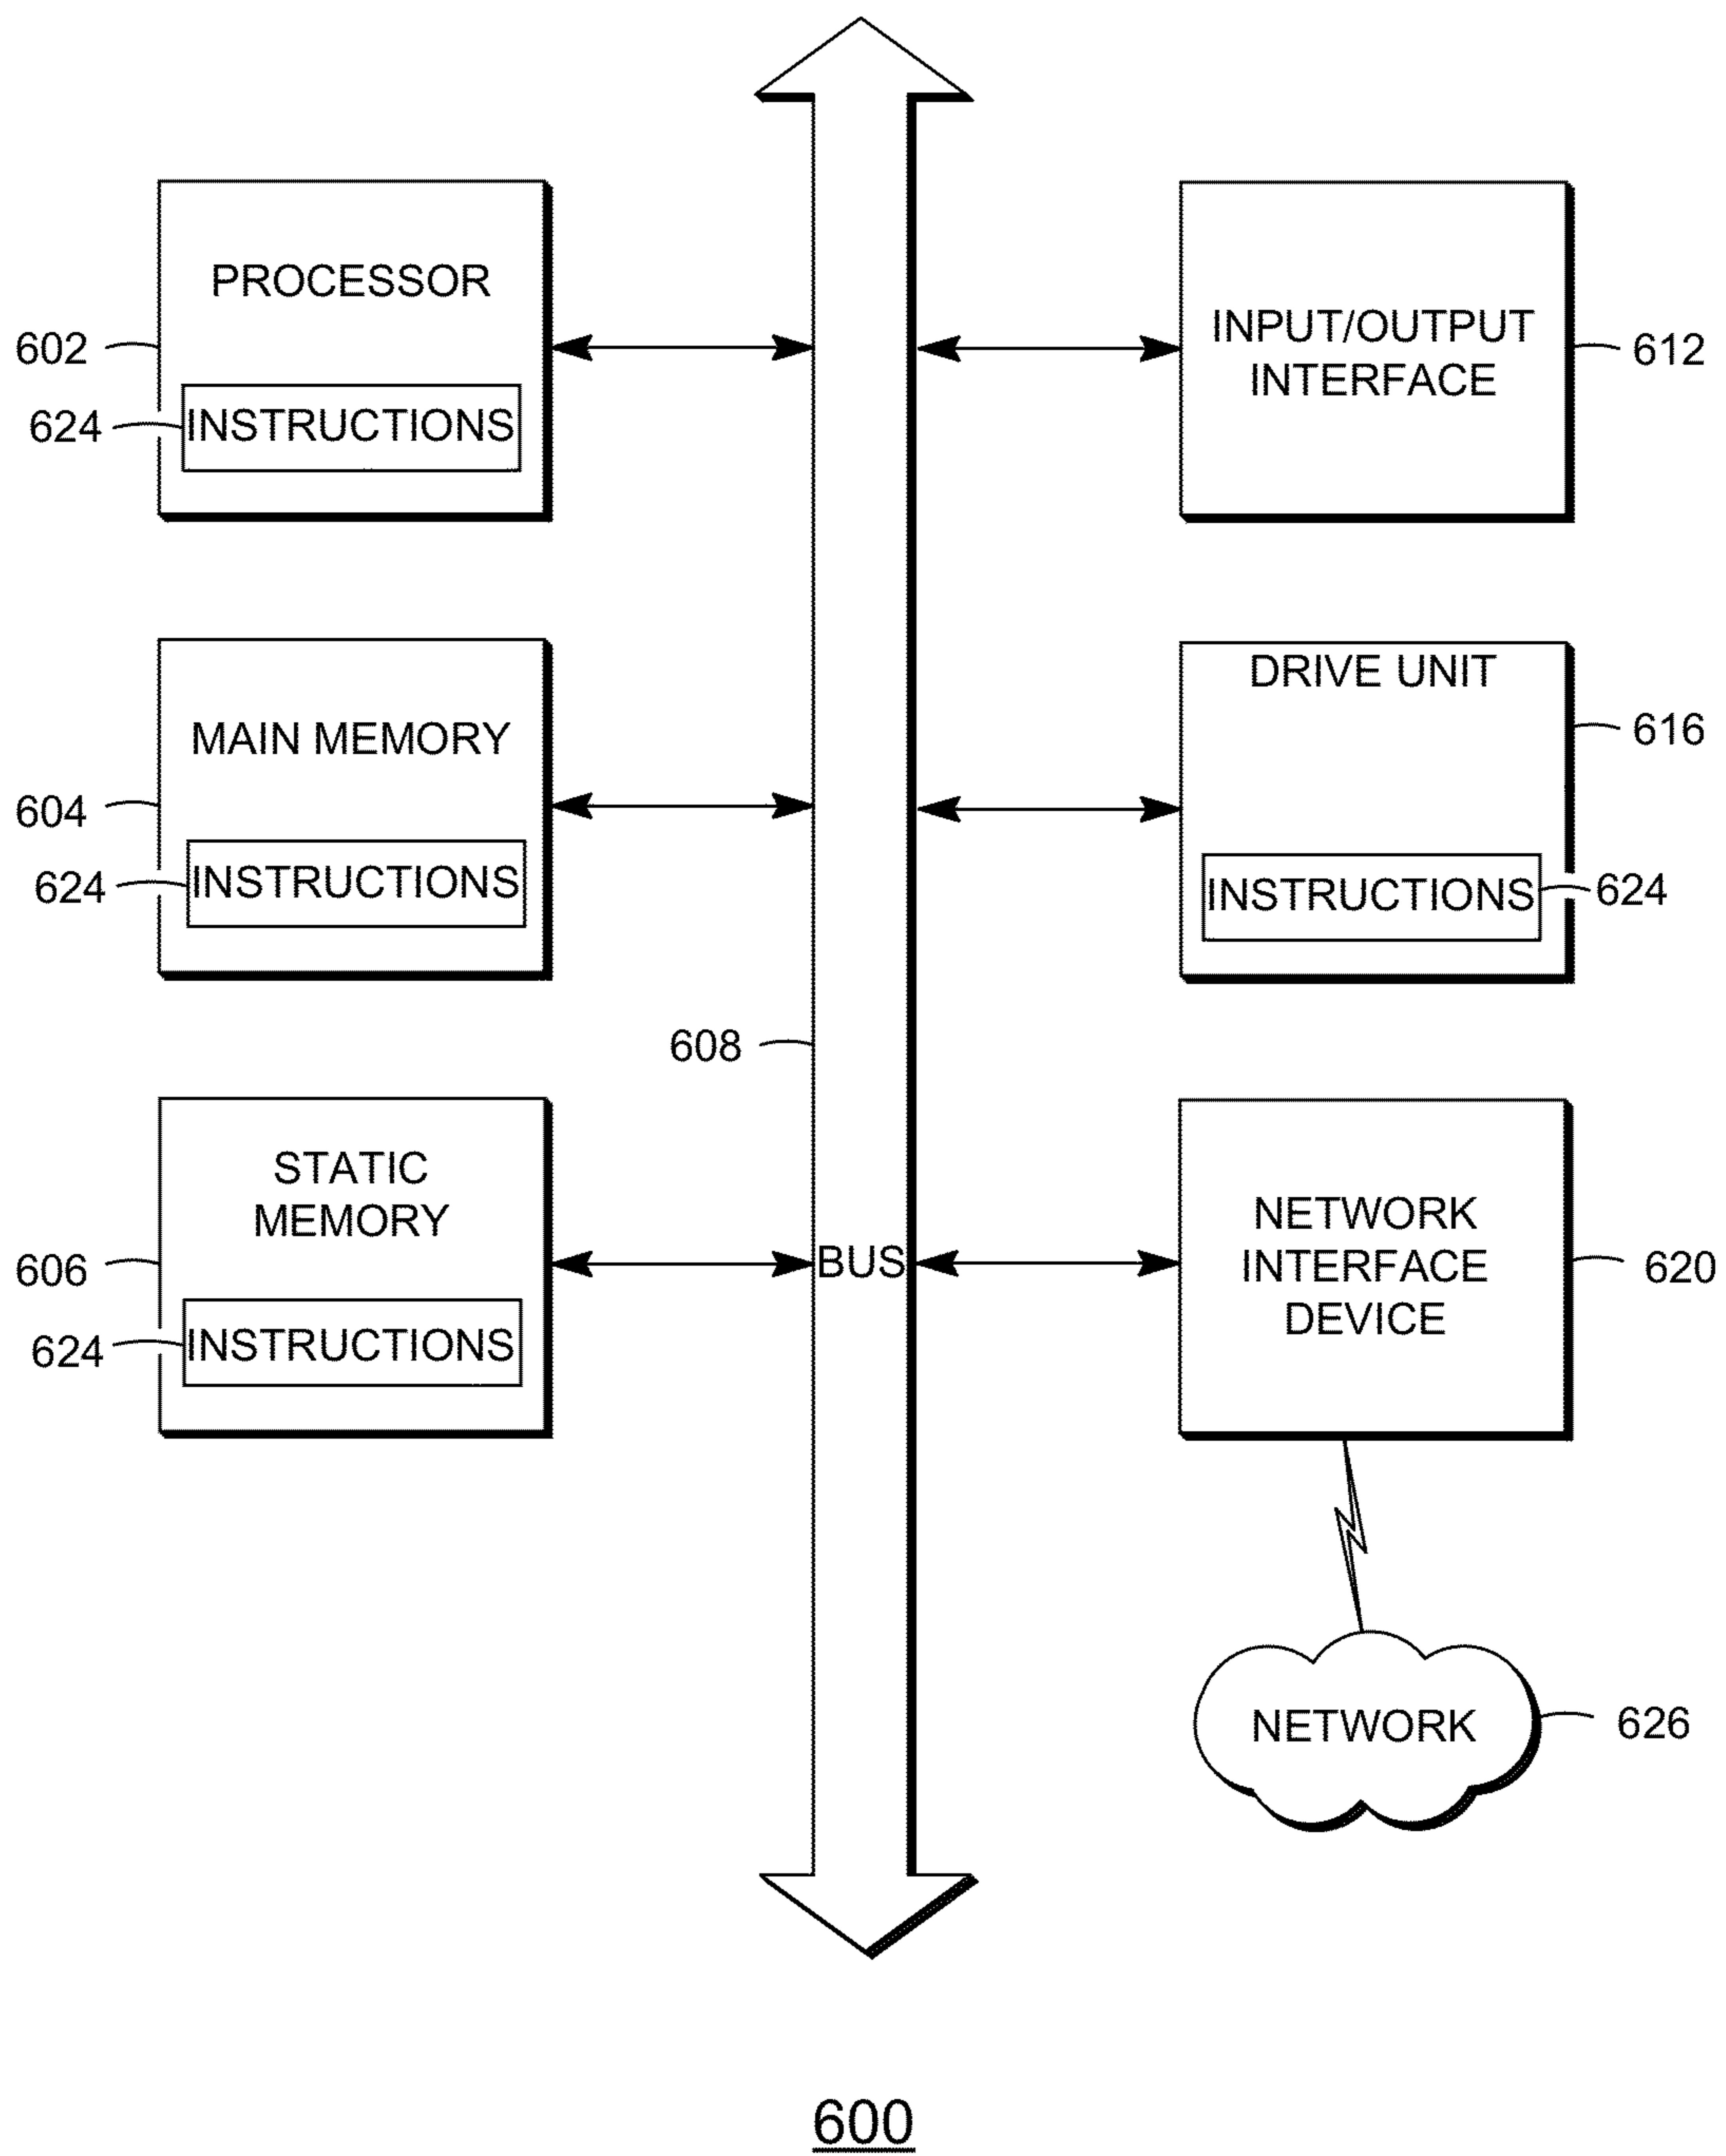 PROCESSOR
602
624
INSTRUCTIONS
INPUT/OUTPUT
INTERFACE
612
MAIN MEMORY
604
624
INSTRUCTIONS
DRIVE UNIT
616
INSTRUCTIONS
624
608
STATIC
MEMORY
606
624
INSTRUCTIONS
BUS
NETWORK
INTERFACE
DEVICE
620
NETWORK
626
600